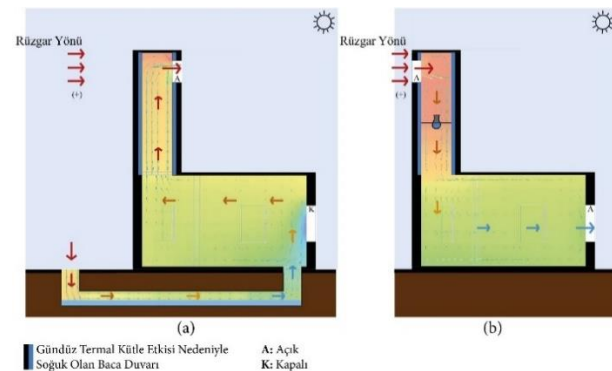 Rüzgar Yönü
(+)
A
K
(a)
Rüzgar Yönü
(+)
A
A
(b)
Gündüz Termal Kütle Etkisi Nedeniyle
Soğuk Olan Baca Duvarı
A: Açık
K: Kapalı